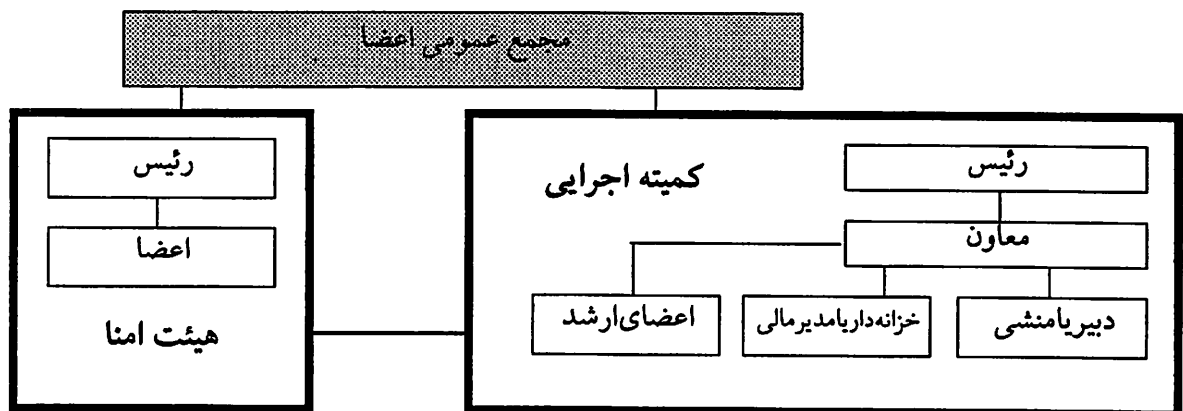 مجمع عمومی اعضا
رئیس
کمیته اجرایی
معاون
دبیر یا منشی
خزانه‌دار یا مدیر مالی
اعضای ارشد
رئیس
اعضا
هیئت امنا